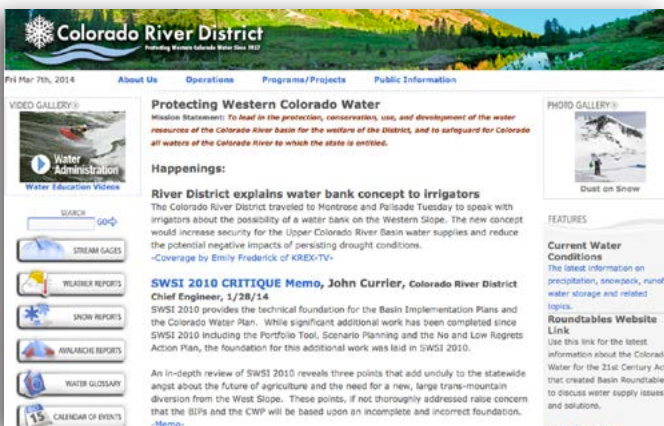 Colorado River District
Protecting Western Colorado Water Since 1937
Fri Mar 7th, 2014
About Us
Operations
Programs/Projects
Public Information
VIDEO GALLERY
Water
Administration
Water Education Videos
SEARCH
GO
STREAM GAGES
WEATHER REPORTS
SNOW REPORTS
AVALANCHE REPORTS
WATER GLOSSARY
15 CALENDAR OF EVENTS
Protecting Western Colorado Water
Mission Statement: To lead in the protection, conservation, use, and development of the water
resources of the Colorado River basin for the welfare of the District, and to safeguard for Colorado
all waters of the Colorado River to which the state is entitled.
Happenings:
River District explains water bank concept to irrigators
The Colorado River District traveled to Montrose and Palisade Tuesday to speak with
irrigators about the possibility of a water bank on the Western Slope. The new concept
would increase security for the Upper Colorado River Basin water supplies and reduce
the potential negative impacts of persisting drought conditions.
-Coverage by Emily Frederick of KREX-TV-
SWSI 2010 CRITIQUE Memo, John Currier, Colorado River District
Chief Engineer, 1/28/14
SWSI 2010 provides the technical foundation for the Basin Implementation Plans and
the Colorado Water Plan. While significant additional work has been completed since
SWSI 2010 including the Portfolio Tool, Scenario Planning and the No and Low Regrets
Action Plan, the foundation for this additional work was laid in SWSI 2010.
An in-depth review of SWSI 2010 reveals three points that add unduly to the statewide
angst about the future of agriculture and the need for a new, large trans-mountain
diversion from the West Slope. These points, if not thoroughly addressed raise concern
that the BIPs and the CWP will be based upon an incomplete and incorrect foundation.
-Memo-
PHOTO GALLERY
Dust on Snow
FEATURES
Current Water
Conditions
The latest information on
precipitation, snowpack, runoff
water storage and related
topics.
Roundtables Website
Link
Use this link for the latest
information about the Colorado
Water for the 21st Century Act
that created Basin Roundtables
to discuss water supply issues
and solutions.